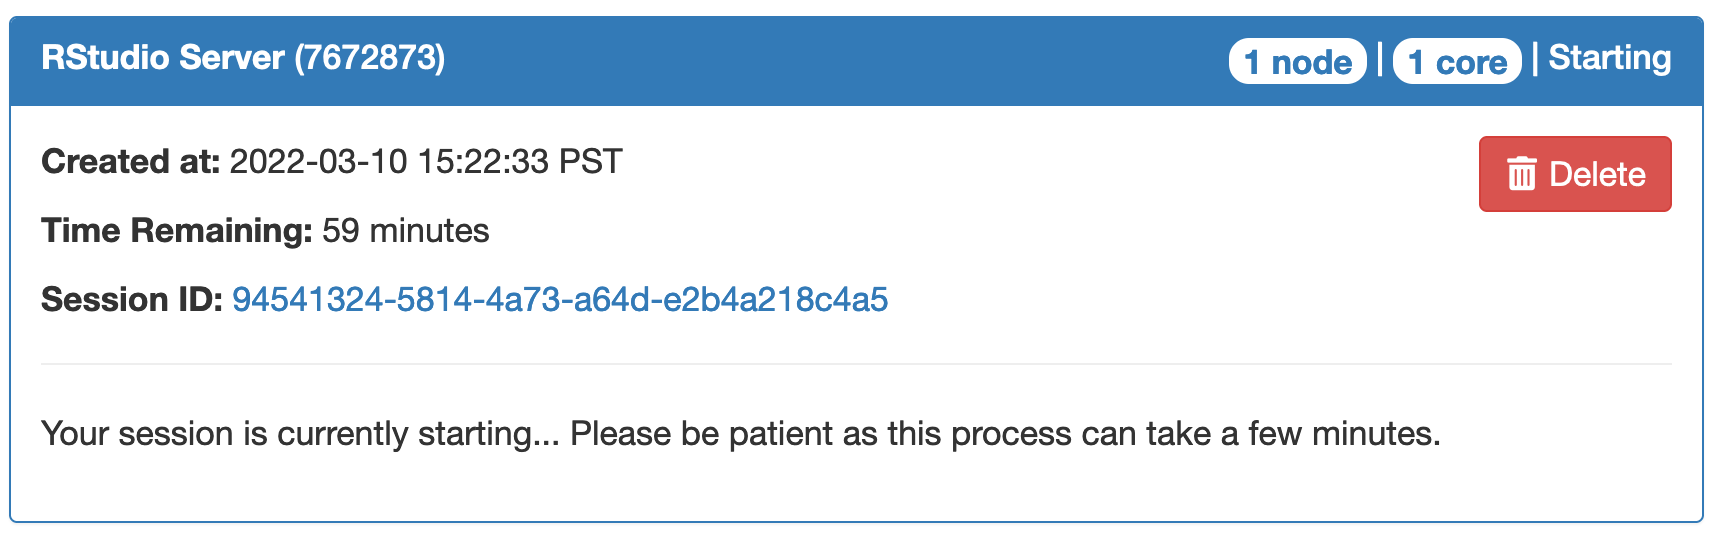 RStudio Server (7672873) 1 node | 1 core | Starting
Created at: 2022-03-10 15:22:33 PST
Delete
Time Remaining: 59 minutes
Session ID: 94541324-5814-4a73-a64d-e2b4a218c4a5
Your session is currently starting... Please be patient as this process can take a few minutes.